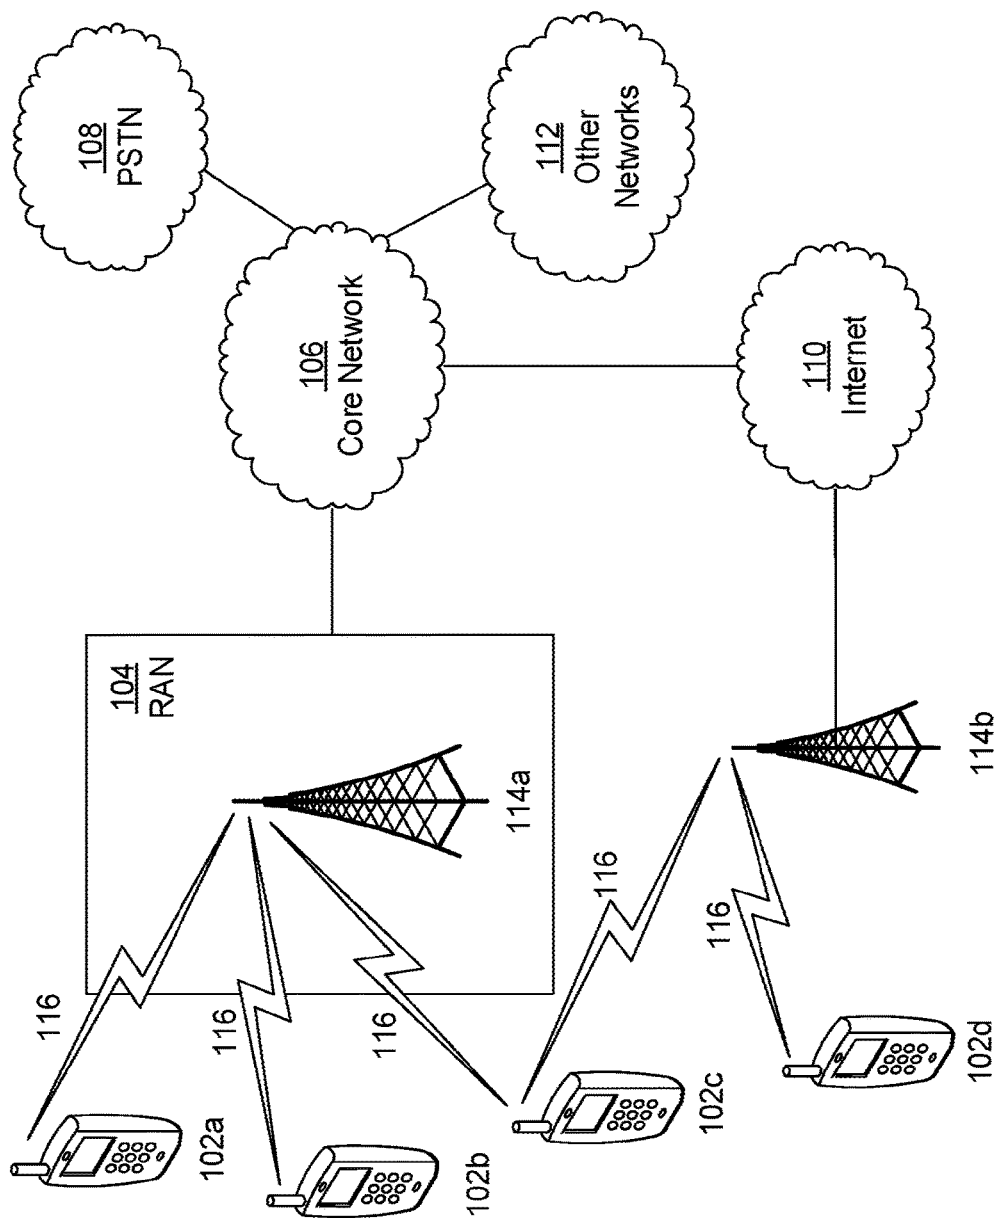 108
PSTN
112
Other
Networks
106
Core Network
110
Internet
104
RAN
114a
114b
116
116
116
116
116
102a
102b
102c
102d